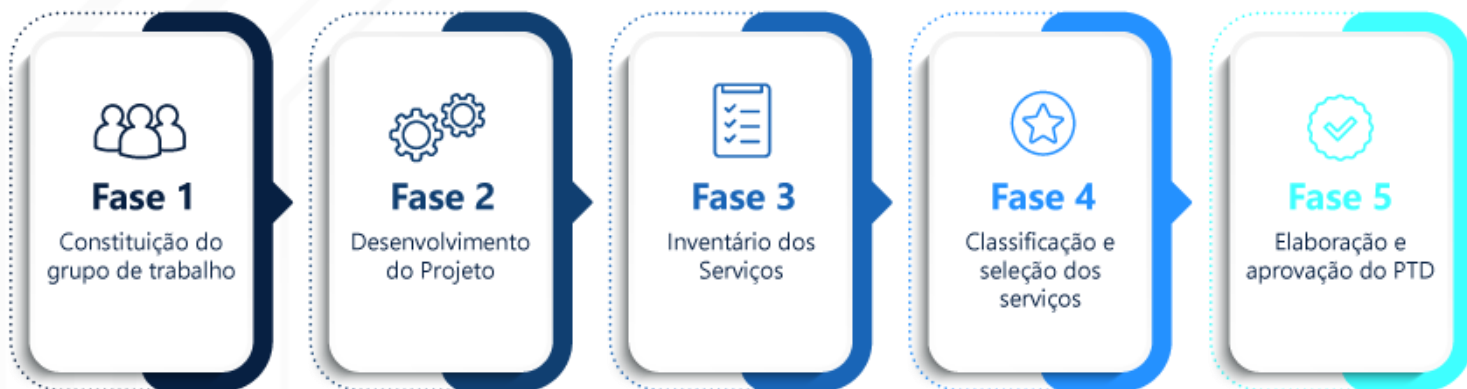 Fase 1
Constituição do
grupo de trabalho
Fase 2
Desenvolvimento
do Projeto
Fase 3
Inventário dos
Serviços
Fase 4
Classificação e
seleção dos
serviços
Fase 5
Elaboração e
aprovação do PTD